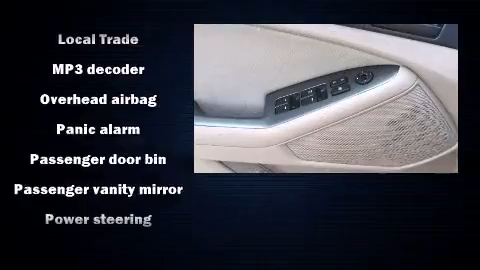 Local Trade
MP3 decoder
Overhead airbag
Panic alarm
Passenger door bin
Passenger vanity mirror
Power steering